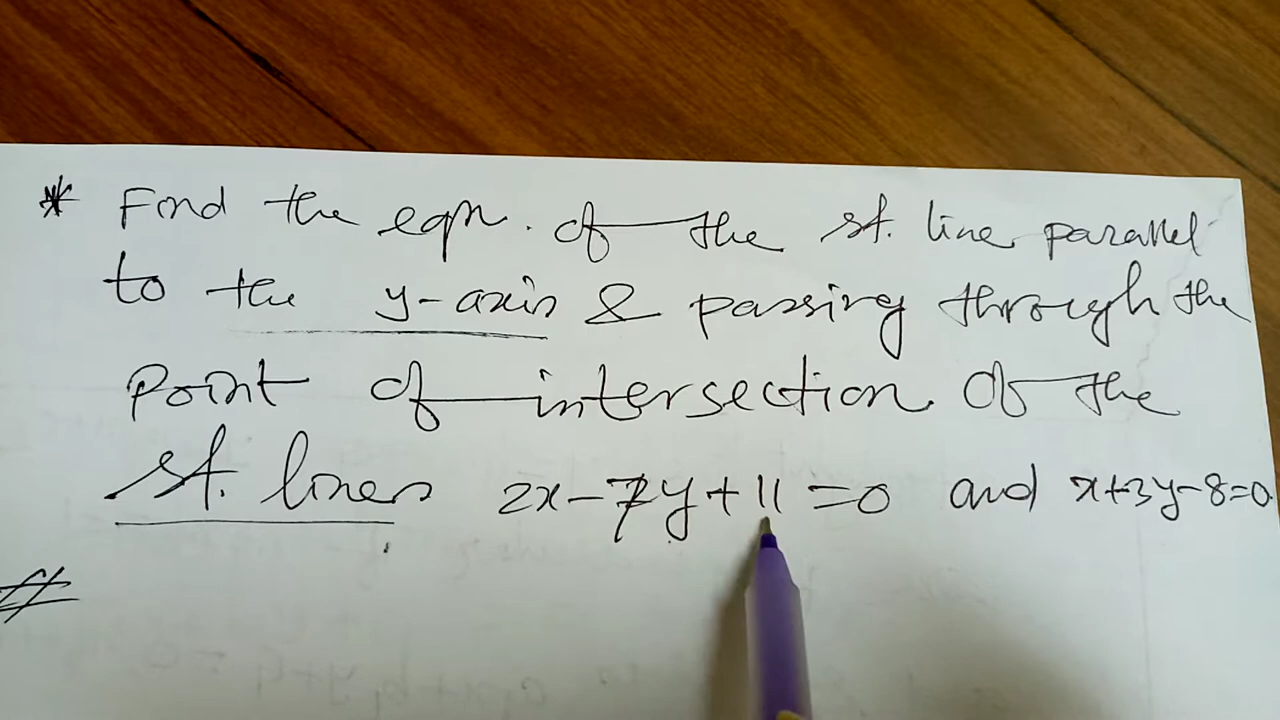 * Find the eqn. of the st. line parallel
to the y-axis & passing through the
point of intersection of the
st. lines 2x-7y+11=0 and x+3y-8=0
#